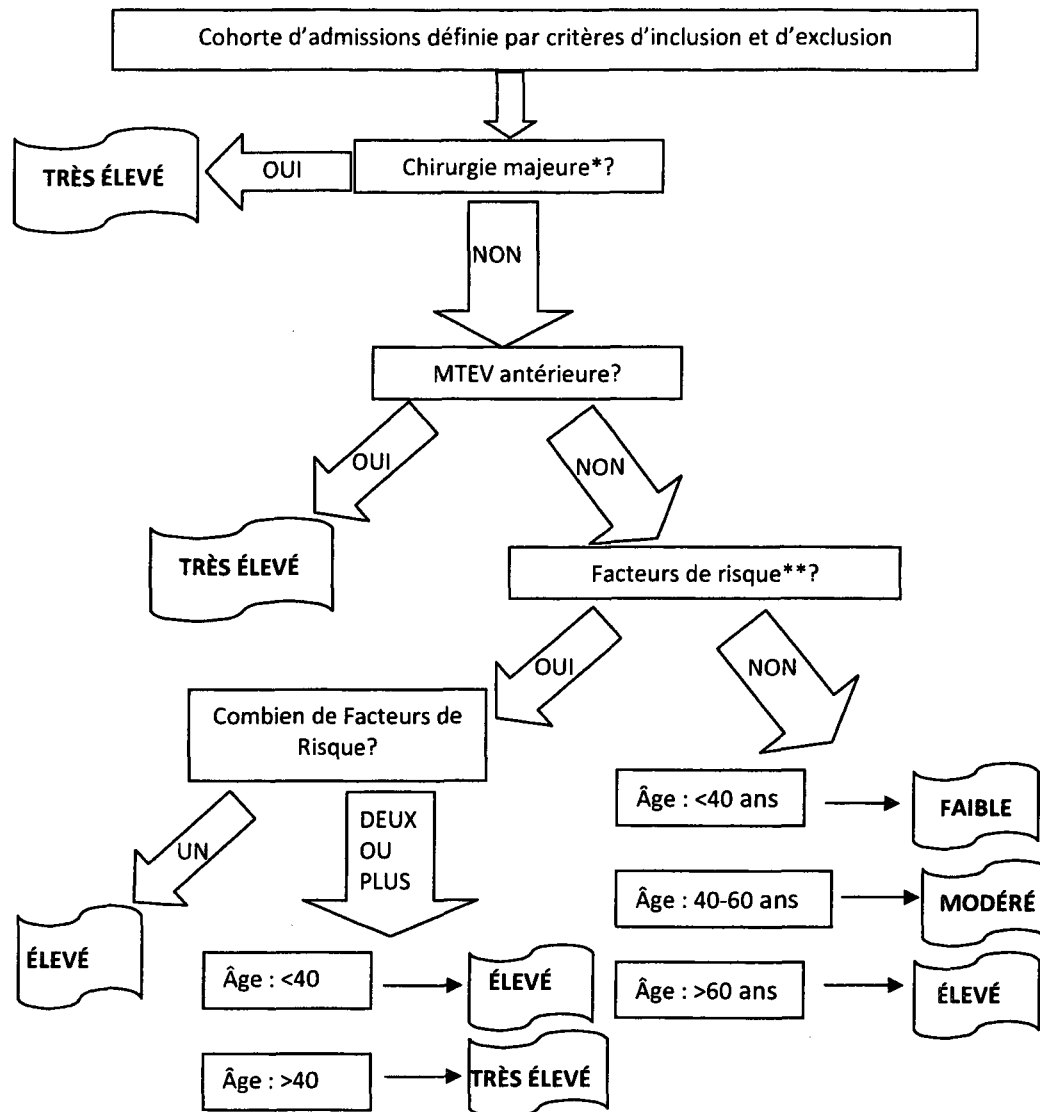 Cohorte d'admissions définie par critères d'inclusion et d'exclusion
Chirurgie majeure*?
OUI
TRÈS ÉLEVÉ
NON
MTEV antérieure?
OUI
NON
TRÈS ÉLEVÉ
Facteurs de risque**?
OUI
NON
Combien de Facteurs de
Risque?
UN
DEUX
OU
PLUS
ÉLEVÉ
Âge : <40
ÉLEVÉ
Âge : >40
TRÈS ÉLEVÉ
Âge : <40 ans
FAIBLE
Âge : 40-60 ans
MODÉRÉ
Âge : >60 ans
ÉLEVÉ